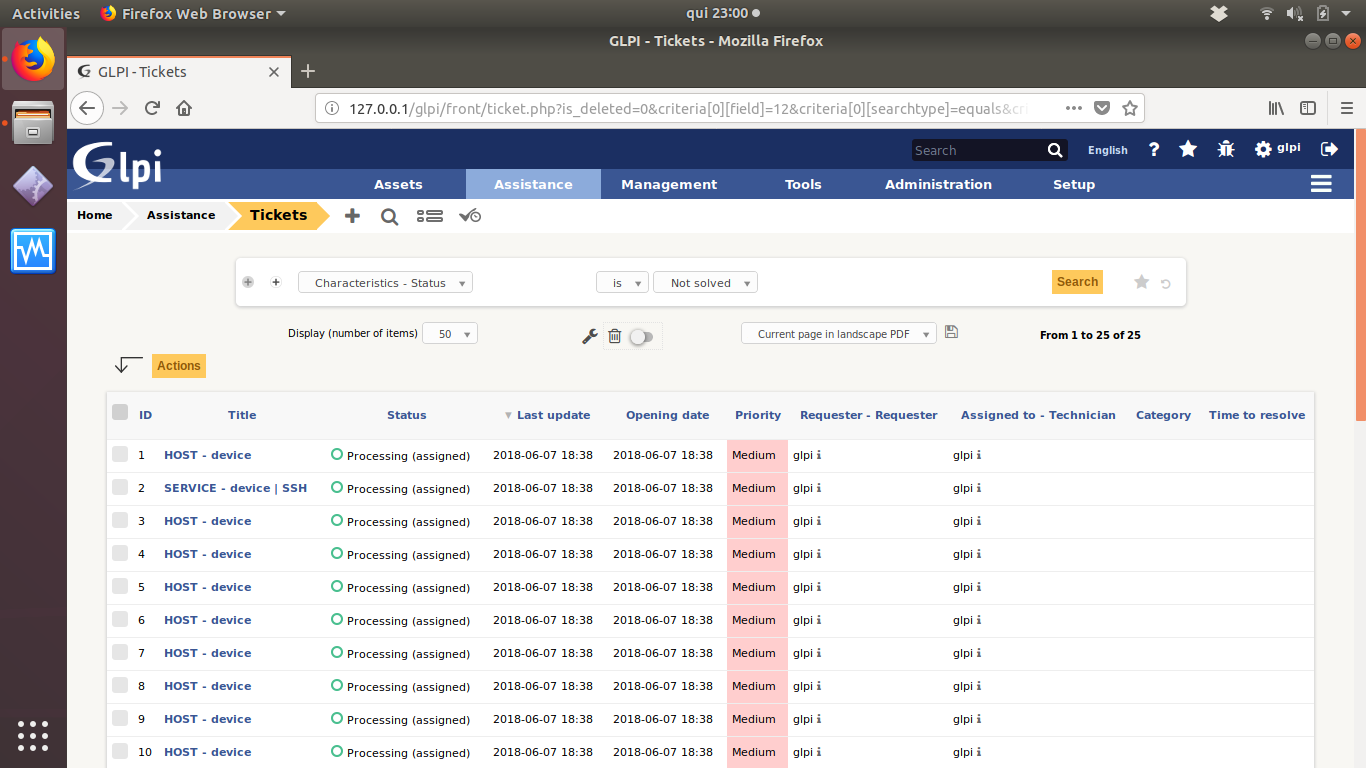 Activities Firefox Web Browser qui 23:00
GLPI - Tickets - Mozilla Firefox
GLPI - Tickets
127.0.0.1/glpi/front/ticket.php?is_deleted=0&criteria[0][field]=12&criteria[0][searchtype]=equals&cri
Glpi Search English ? glpi
Assets Assistance Management Tools Administration Setup
Home Assistance Tickets
Characteristics - Status is Not solved Search
Display (number of items) 50 Current page in landscape PDF From 1 to 25 of 25
Actions
ID Title Status Last update Opening date Priority Requester - Requester Assigned to - Technician Category Time to resolve
1 HOST - device Processing (assigned) 2018-06-07 18:38 2018-06-07 18:38 Medium glpi glpi
2 SERVICE - device | SSH Processing (assigned) 2018-06-07 18:38 2018-06-07 18:38 Medium glpi glpi
3 HOST - device Processing (assigned) 2018-06-07 18:38 2018-06-07 18:38 Medium glpi glpi
4 HOST - device Processing (assigned) 2018-06-07 18:38 2018-06-07 18:38 Medium glpi glpi
5 HOST - device Processing (assigned) 2018-06-07 18:38 2018-06-07 18:38 Medium glpi glpi
6 HOST - device Processing (assigned) 2018-06-07 18:38 2018-06-07 18:38 Medium glpi glpi
7 HOST - device Processing (assigned) 2018-06-07 18:38 2018-06-07 18:38 Medium glpi glpi
8 HOST - device Processing (assigned) 2018-06-07 18:38 2018-06-07 18:38 Medium glpi glpi
9 HOST - device Processing (assigned) 2018-06-07 18:38 2018-06-07 18:38 Medium glpi glpi
10 HOST - device Processing (assigned) 2018-06-07 18:38 2018-06-07 18:38 Medium glpi glpi